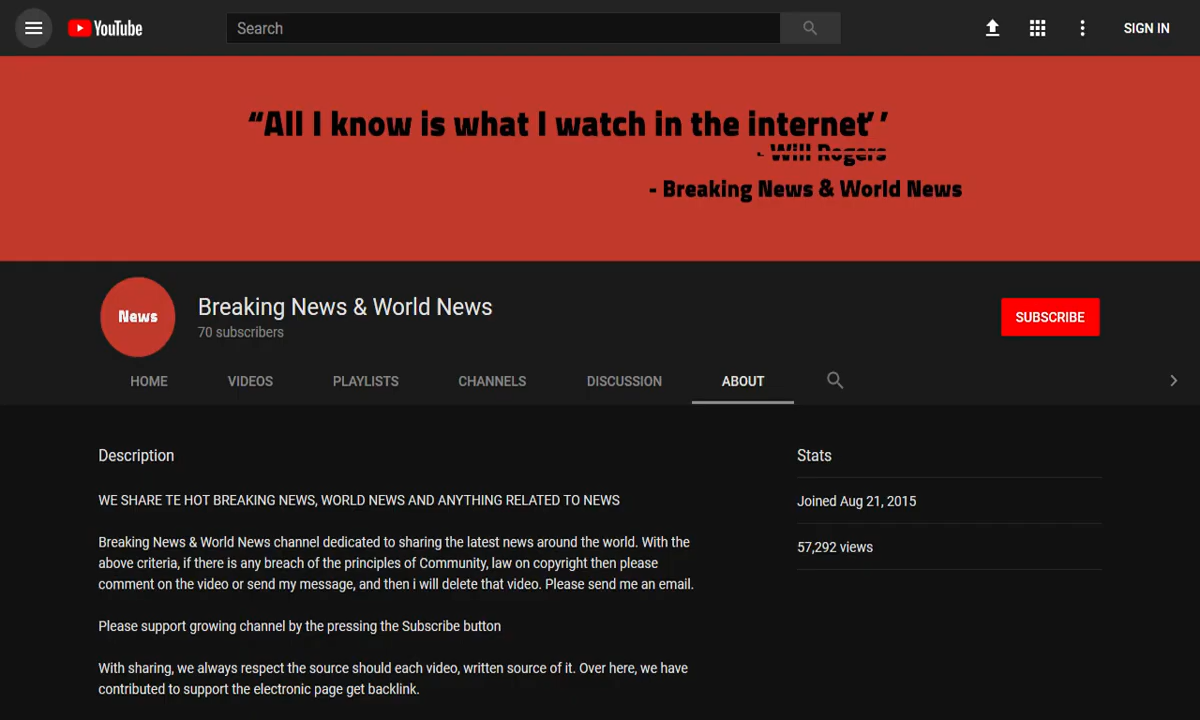 YouTube
Search
SIGN IN
“All I know is what I watch in the internet’’
- Will Rogers
- Breaking News & World News
News
Breaking News & World News
70 subscribers
SUBSCRIBE
HOME VIDEOS PLAYLISTS CHANNELS DISCUSSION ABOUT
Description
WE SHARE TE HOT BREAKING NEWS, WORLD NEWS AND ANYTHING RELATED TO NEWS
Breaking News & World News channel dedicated to sharing the latest news around the world. With the
above criteria, if there is any breach of the principles of Community, law on copyright then please
comment on the video or send my message, and then i will delete that video. Please send me an email.
Please support growing channel by the pressing the Subscribe button
With sharing, we always respect the source should each video, written source of it. Over here, we have
contributed to support the electronic page get backlink.
Stats
Joined Aug 21, 2015
57,292 views